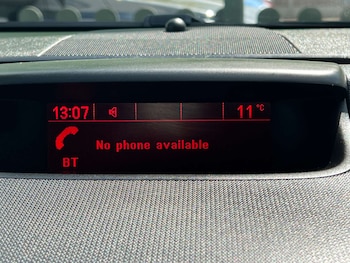 13:07 11 °C
No phone available
BT